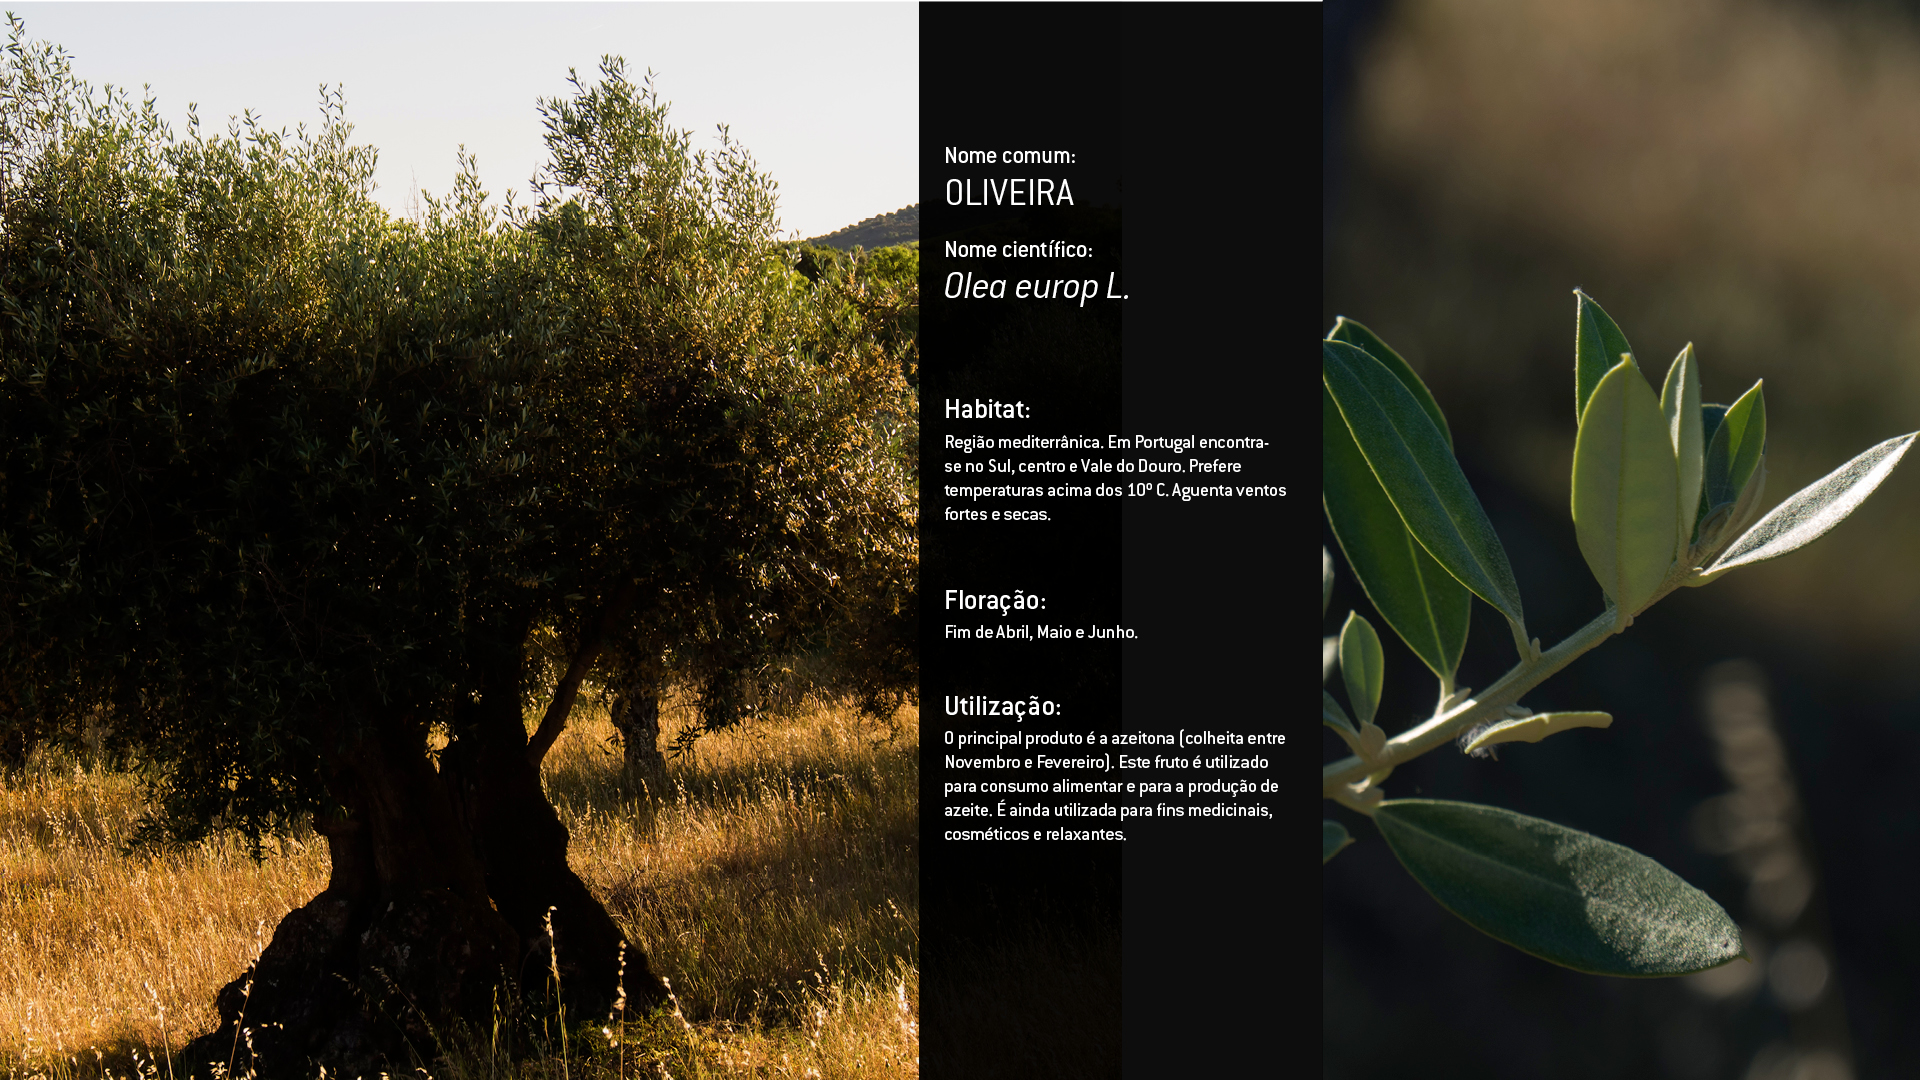 Nome comum:
OLIVEIRA
Nome científico:
Olea europ L.
Habitat:
Região mediterrânica. Em Portugal encontra-
se no Sul, centro e Vale do Douro. Prefere
temperaturas acima dos 10º C. Aguenta ventos
fortes e secas.
Floração:
Fim de Abril, Maio e Junho.
Utilização:
O principal produto é a azeitona (colheita entre
Novembro e Fevereiro). Este fruto é utilizado
para consumo alimentar e para a produção de
azeite. É ainda utilizada para fins medicinais,
cosméticos e relaxantes.